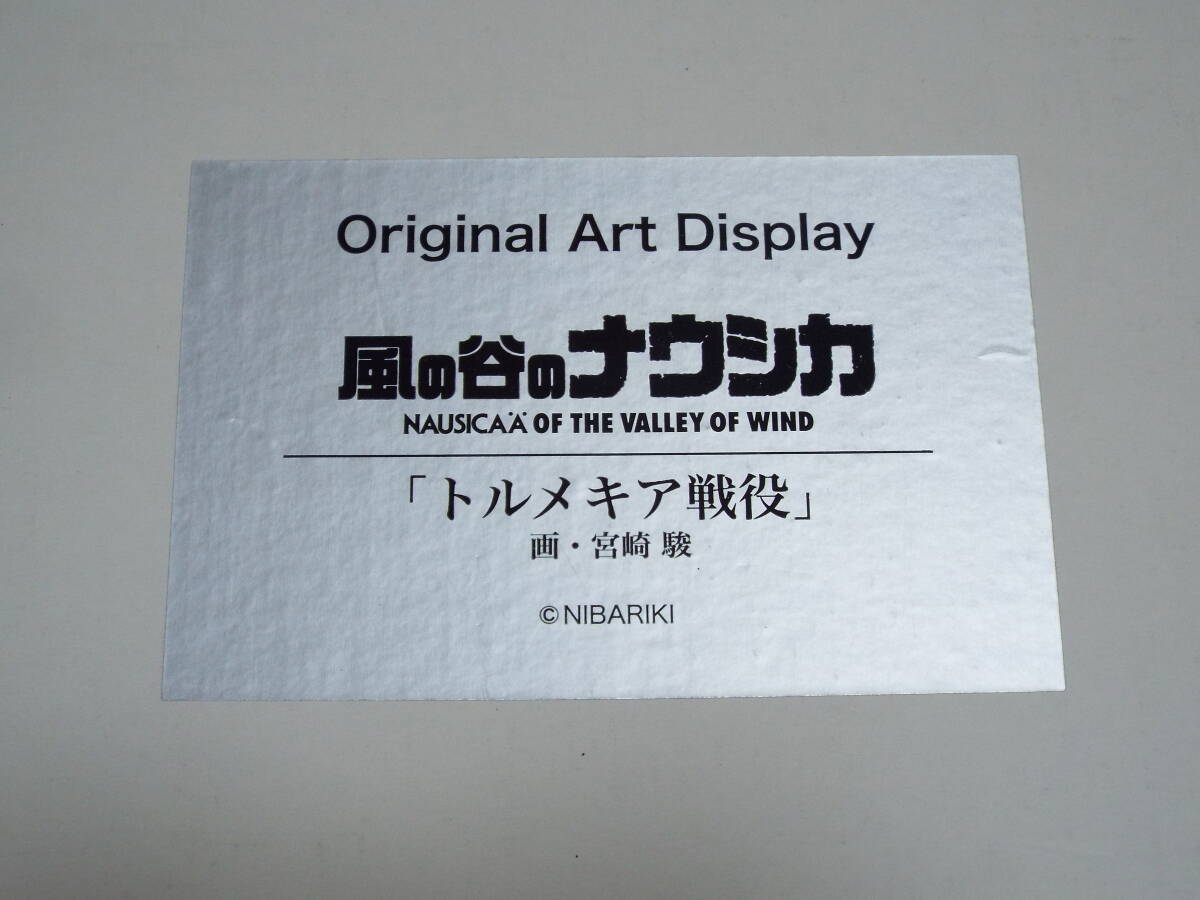 Original Art Display
風の谷のナウシカ
NAUSICAÄ OF THE VALLEY OF WIND
「トルメキア戦役」
画・宮崎 駿
©NIBARIKI